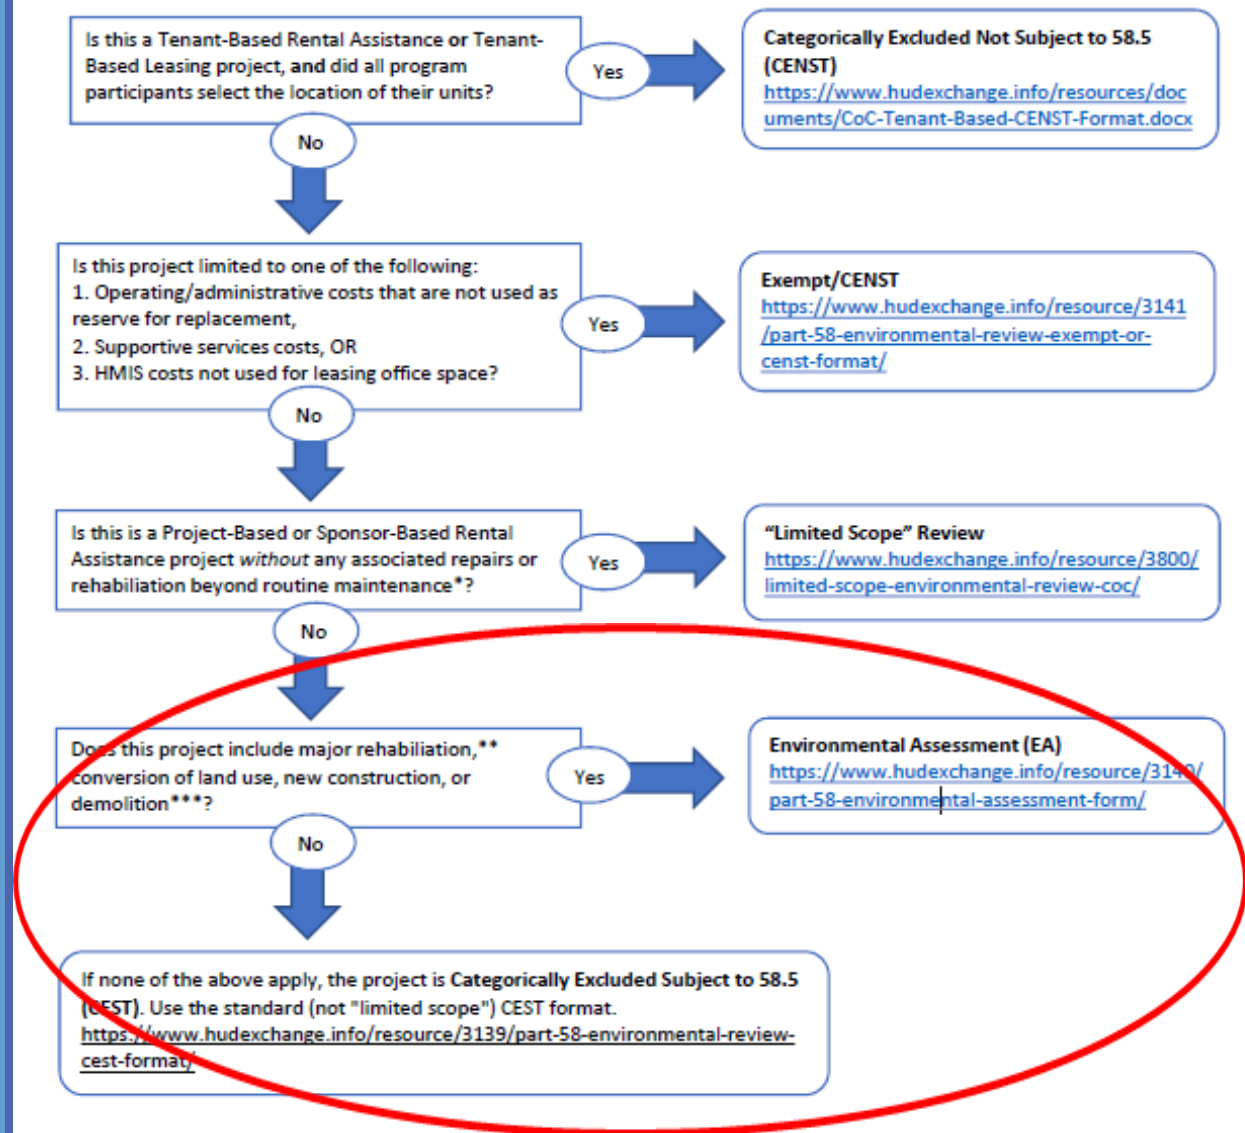 Is this a Tenant-Based Rental Assistance or Tenant-
Based Leasing project, and did all program
participants select the location of their units?
Yes
Categorically Excluded Not Subject to 58.5
(CENST)
https://www.hudexchange.info/resources/doc
uments/CoC-Tenant-Based-CENST-Format.docx
No
Is this project limited to one of the following:
1. Operating/administrative costs that are not used as
reserve for replacement,
2. Supportive services costs, OR
3. HMIS costs not used for leasing office space?
Yes
Exempt/CENST
https://www.hudexchange.info/resource/3141
/part-58-environmental-review-exempt-or-
censt-format/
No
Is this is a Project-Based or Sponsor-Based Rental
Assistance project without any associated repairs or
rehabiliation beyond routine maintenance*?
Yes
“Limited Scope” Review
https://www.hudexchange.info/resource/3800/
limited-scope-environmental-review-coc/
No
Does this project include major rehabiliation,**
conversion of land use, new construction, or
demolition***?
Yes
Environmental Assessment (EA)
https://www.hudexchange.info/resource/3140/
part-58-environmental-assessment-form/
No
If none of the above apply, the project is Categorically Excluded Subject to 58.5
(CEST). Use the standard (not "limited scope") CEST format.
https://www.hudexchange.info/resource/3139/part-58-environmental-review-
cest-format/